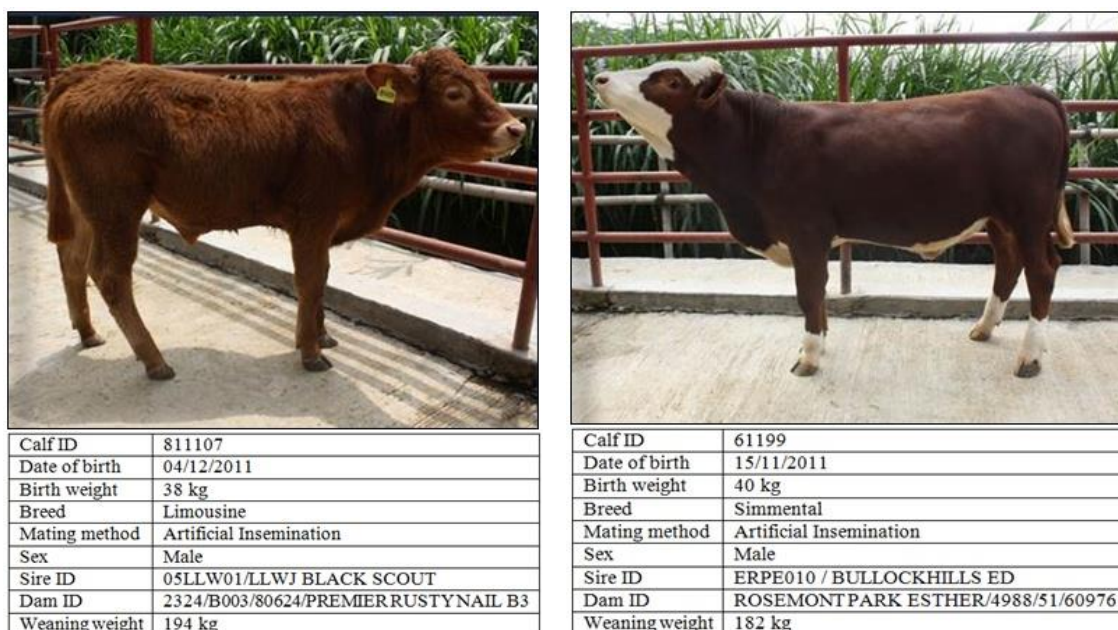 Calf ID 811107
Date of birth 04/12/2011
Birth weight 38 kg
Breed Limousine
Mating method Artificial Insemination
Sex Male
Sire ID 05LLW01/LLWJ BLACK SCOUT
Dam ID 2324/B003/80624/PREMIER RUSTY NAIL B3
Weaning weight 194 kg
Calf ID 61199
Date of birth 15/11/2011
Birth weight 40 kg
Breed Simmental
Mating method Artificial Insemination
Sex Male
Sire ID ERPE010 / BULLOCKHILLS ED
Dam ID ROSEMONT PARK ESTHER/4988/51/60976
Weaning weight 182 kg